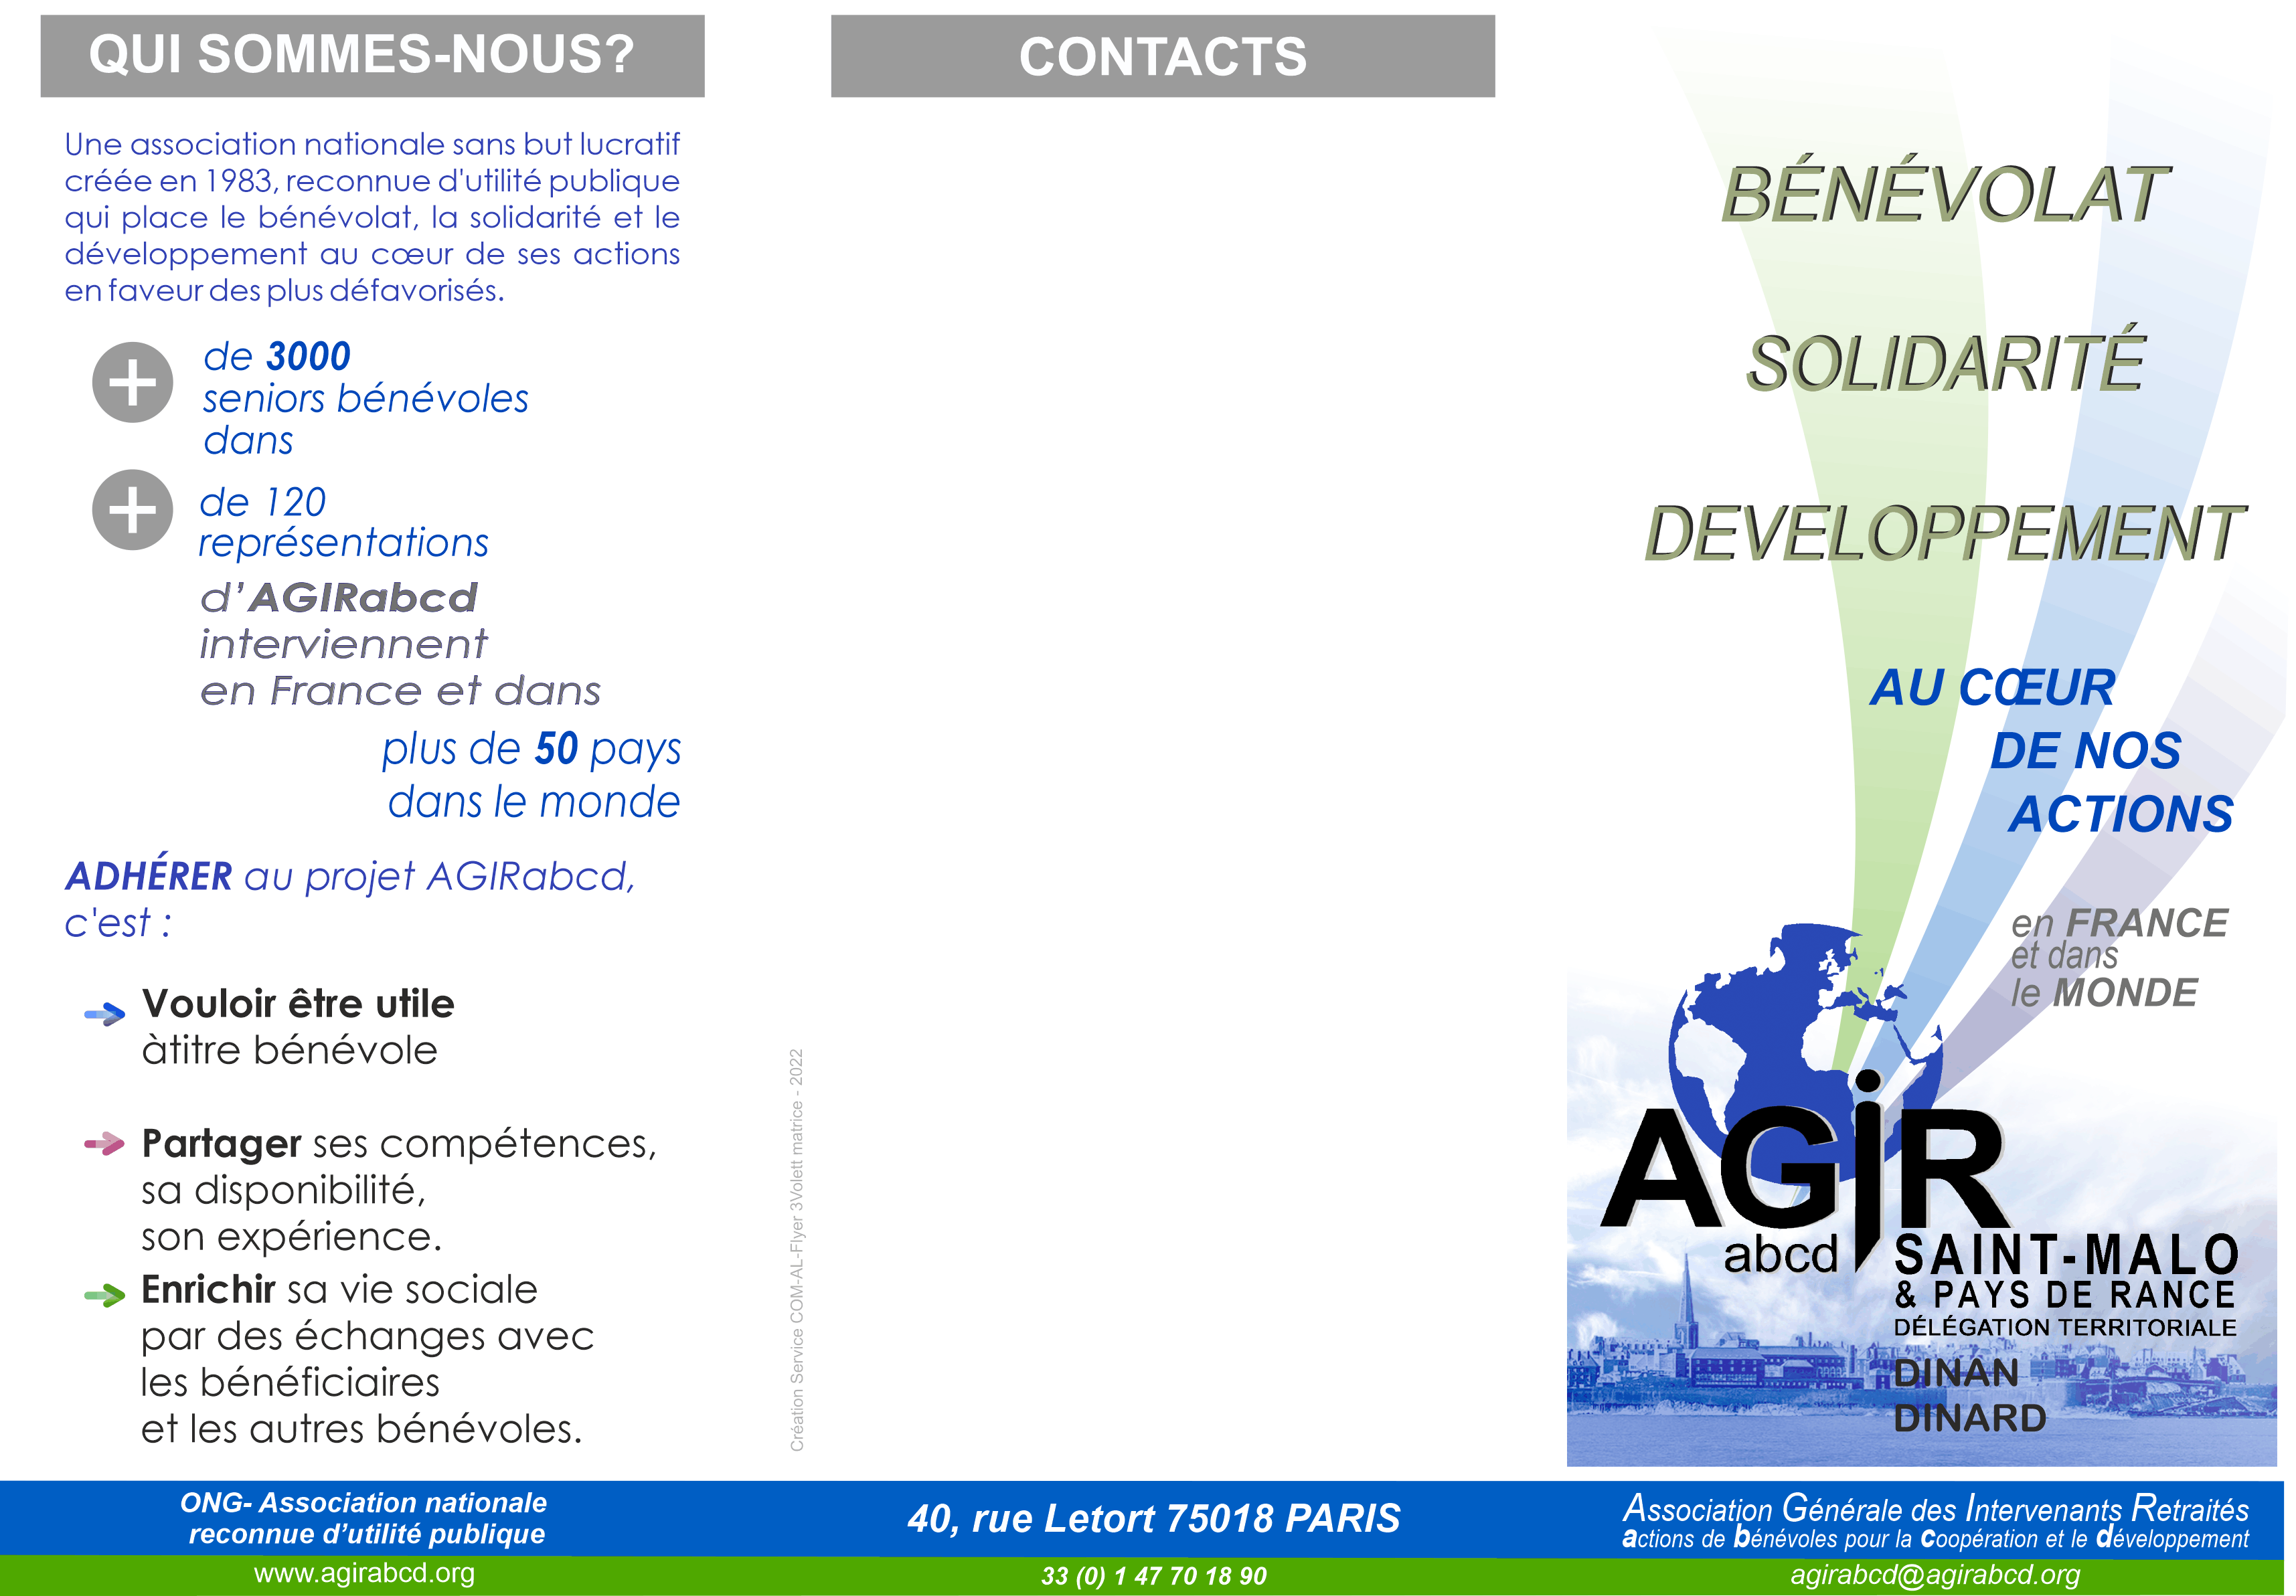 QUI SOMMES-NOUS?
Une association nationale sans but lucratif
créée en 1983, reconnue d'utilité publique
qui place le bénévolat, la solidarité et le
développement au cœur de ses actions
en faveur des plus défavorisés.
+ de 3000
seniors bénévoles
dans
+ de 120
représentations
d’AGIRabcd
interviennent
en France et dans
plus de 50 pays
dans le monde
ADHÉRER au projet AGIRabcd,
c'est :
Vouloir être utile
àtitre bénévole
Partager ses compétences,
sa disponibilité,
son expérience.
Enrichir sa vie sociale
par des échanges avec
les bénéficiaires
et les autres bénévoles.
ONG- Association nationale
reconnue d’utilité publique
www.agirabcd.org
Création Service COM-AL-Flyer 3Volett matrice - 2022
CONTACTS
40, rue Letort 75018 PARIS
33 (0) 1 47 70 18 90
BÉNÉVOLAT
SOLIDARITÉ
DEVELOPPEMENT
AU CŒUR
DE NOS
ACTIONS
en FRANCE
et dans
le MONDE
AGiR
abcd
SAINT-MALO
& PAYS DE RANCE
DÉLÉGATION TERRITORIALE
DINAN
DINARD
Association Générale des Intervenants Retraités
actions de bénévoles pour la coopération et le développement
agirabcd@agirabcd.org